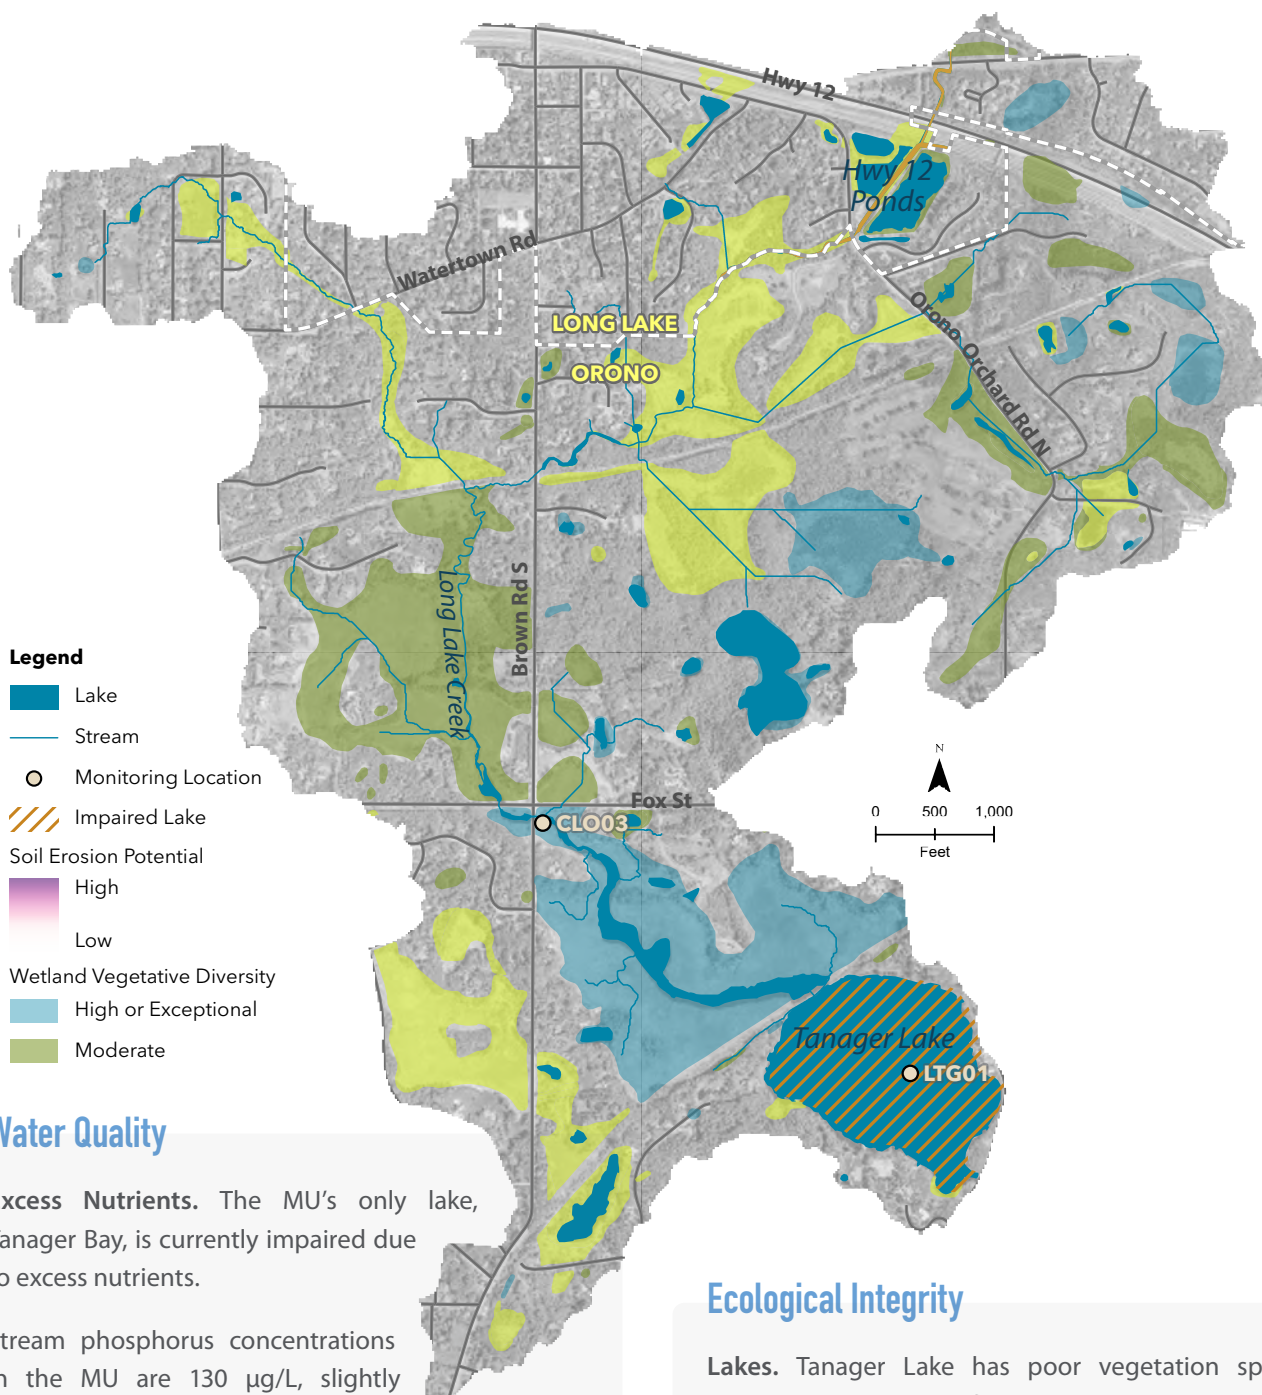 Hwy 12
Hwy 12
Ponds
Watertown Rd
LONG LAKE
ORONO
Orono Orchard Rd N
Long Lake Creek
Brown Rd S
Legend
Lake
Stream
Monitoring Location
Impaired Lake
Soil Erosion Potential
High
Low
Wetland Vegetative Diversity
High or Exceptional
Moderate
N
0 500 1,000
Feet
Fox St
CLO03
Tanager Lake
LTG01
Water Quality
xcess Nutrients. The MU's only lake,
anager Bay, is currently impaired due
o excess nutrients.
tream phosphorus concentrations
n the MU are 130 µg/L, slightly
Ecological Integrity
Lakes. Tanager Lake has poor vegetation sp